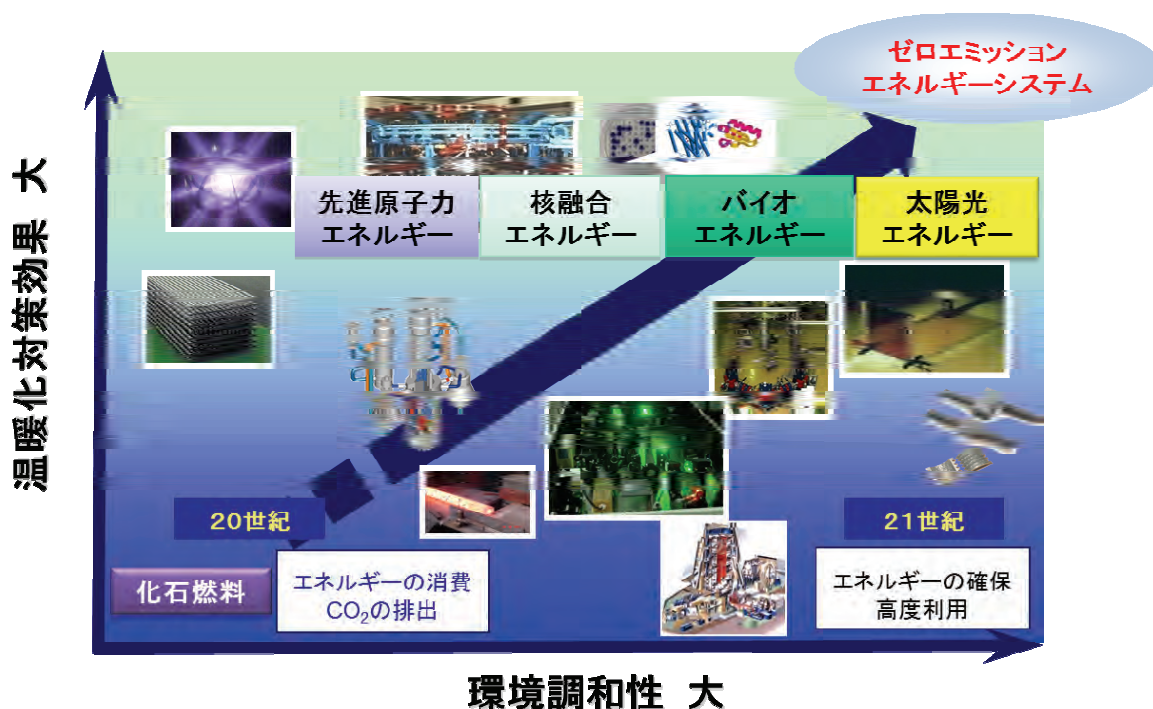 ゼロエミッション
エネルギーシステム
温暖化対策効果 大
先進原子力
エネルギー
核融合
エネルギー
バイオ
エネルギー
太陽光
エネルギー
20世紀
21世紀
化石燃料
エネルギーの消費
CO₂の排出
エネルギーの確保
高度利用
環境調和性 大